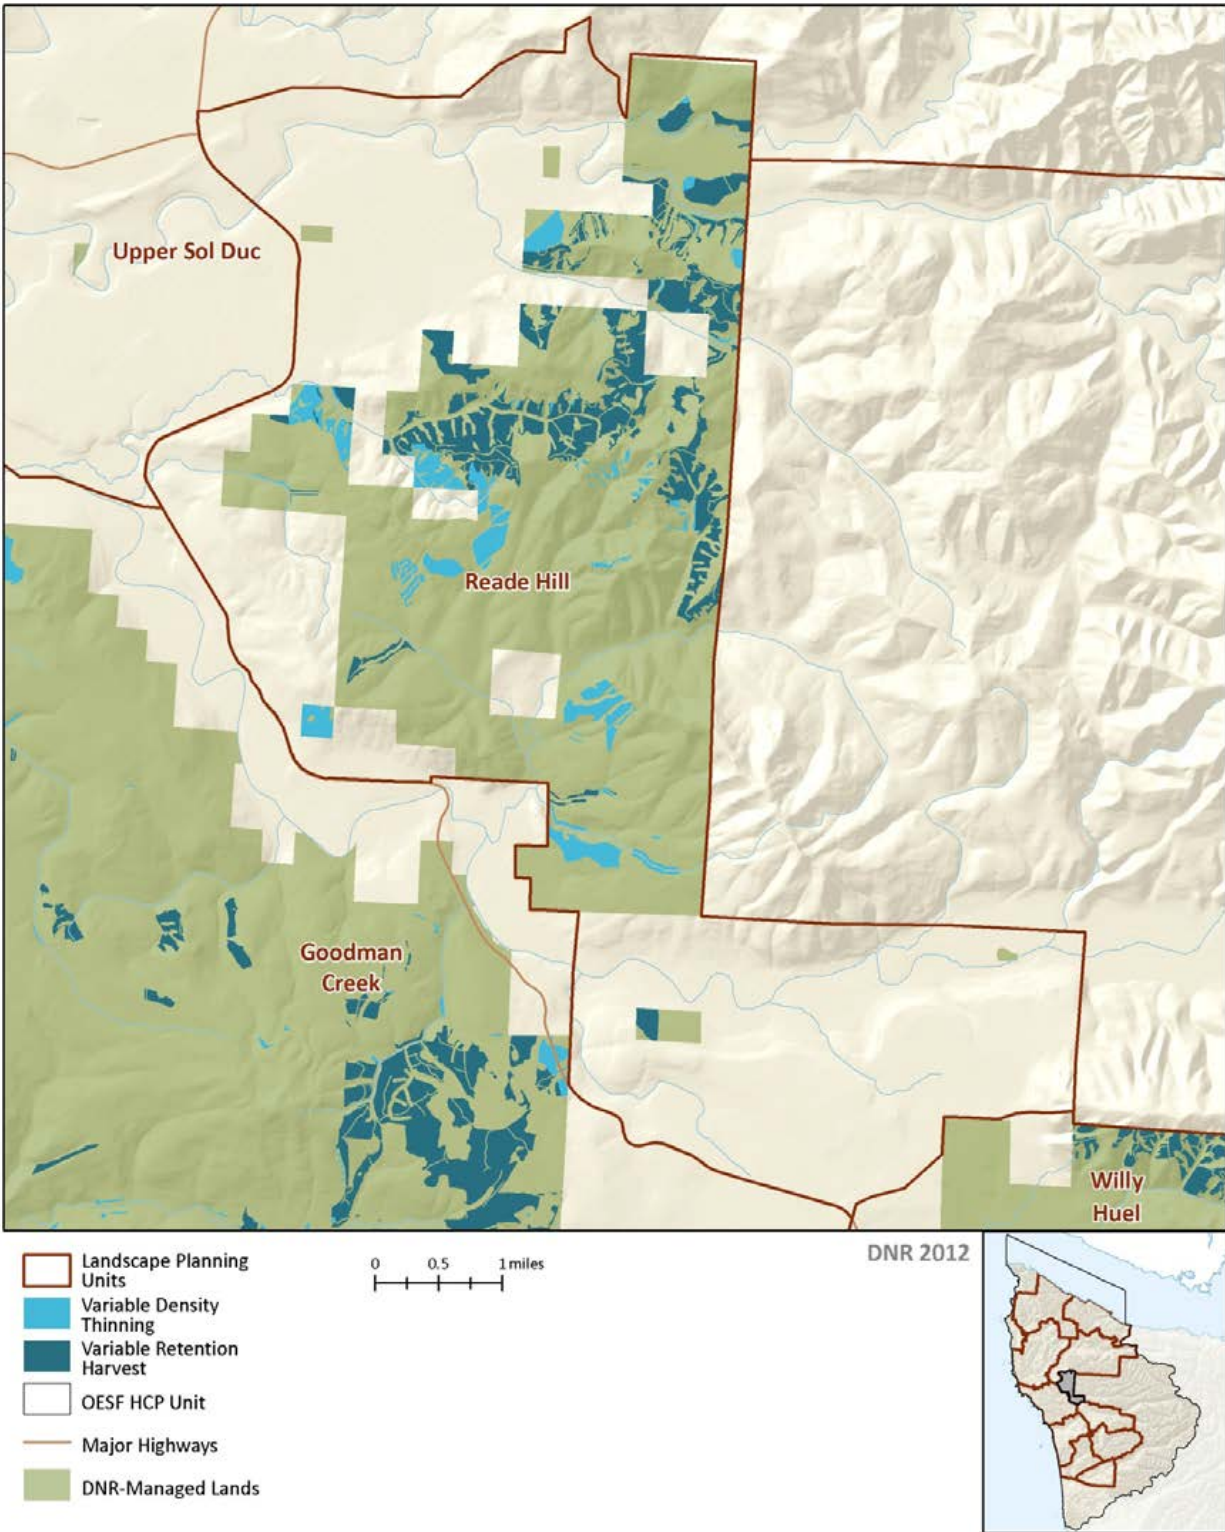 Upper Sol Duc
Reade Hill
Goodman
Creek
Willy
Huel
Landscape Planning
Units
Variable Density
Thinning
Variable Retention
Harvest
OESF HCP Unit
Major Highways
DNR-Managed Lands
0 0.5 1 miles
DNR 2012